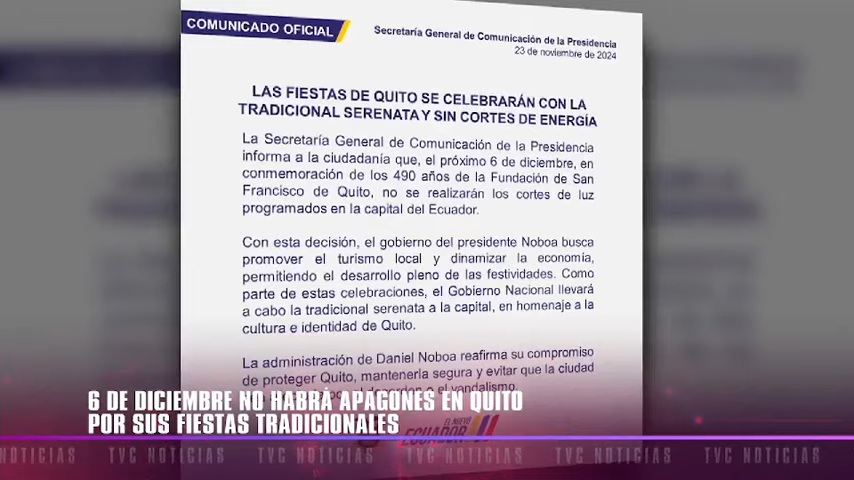 COMUNICADO OFICIAL
Secretaría General de Comunicación de la Presidencia
23 de noviembre de 2024
LAS FIESTAS DE QUITO SE CELEBRARÁN CON LA
TRADICIONAL SERENATA Y SIN CORTES DE ENERGÍA
La Secretaría General de Comunicación de la Presidencia
informa a la ciudadanía que, el próximo 6 de diciembre, en
conmemoración de los 490 años de la Fundación de San
Francisco de Quito, no se realizarán los cortes de luz
programados en la capital del Ecuador.
Con esta decisión, el gobierno del presidente Noboa busca
promover el turismo local y dinamizar la economía,
permitiendo el desarrollo pleno de las festividades. Como
parte de estas celebraciones, el Gobierno Nacional llevará
a cabo la tradicional serenata a la capital, en homenaje a la
cultura e identidad de Quito.
La administración de Daniel Noboa reafirma su compromiso
de proteger Quito, mantenerla segura y evitar que la ciudad
el vandalismo.
6 DE DICIEMBRE NO HABRÁ APAGONES EN QUITO
POR SUS FIESTAS TRADICIONALES
EL NUEVO
ECUADOR
NOTICIAS TVC NOTICIAS TVC NOTICIAS TVC NOTICIAS TVC NOTICIAS TVC NOTICIAS